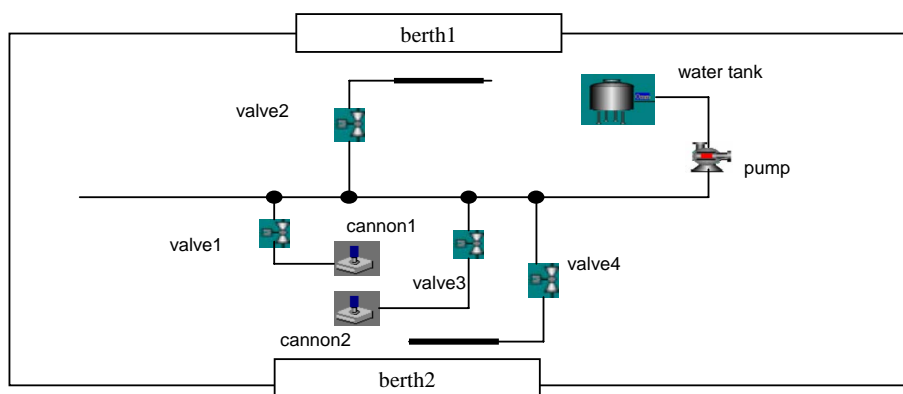 berth1
water tank
valve2
pump
cannon1
valve1
valve3
valve4
cannon2
berth2